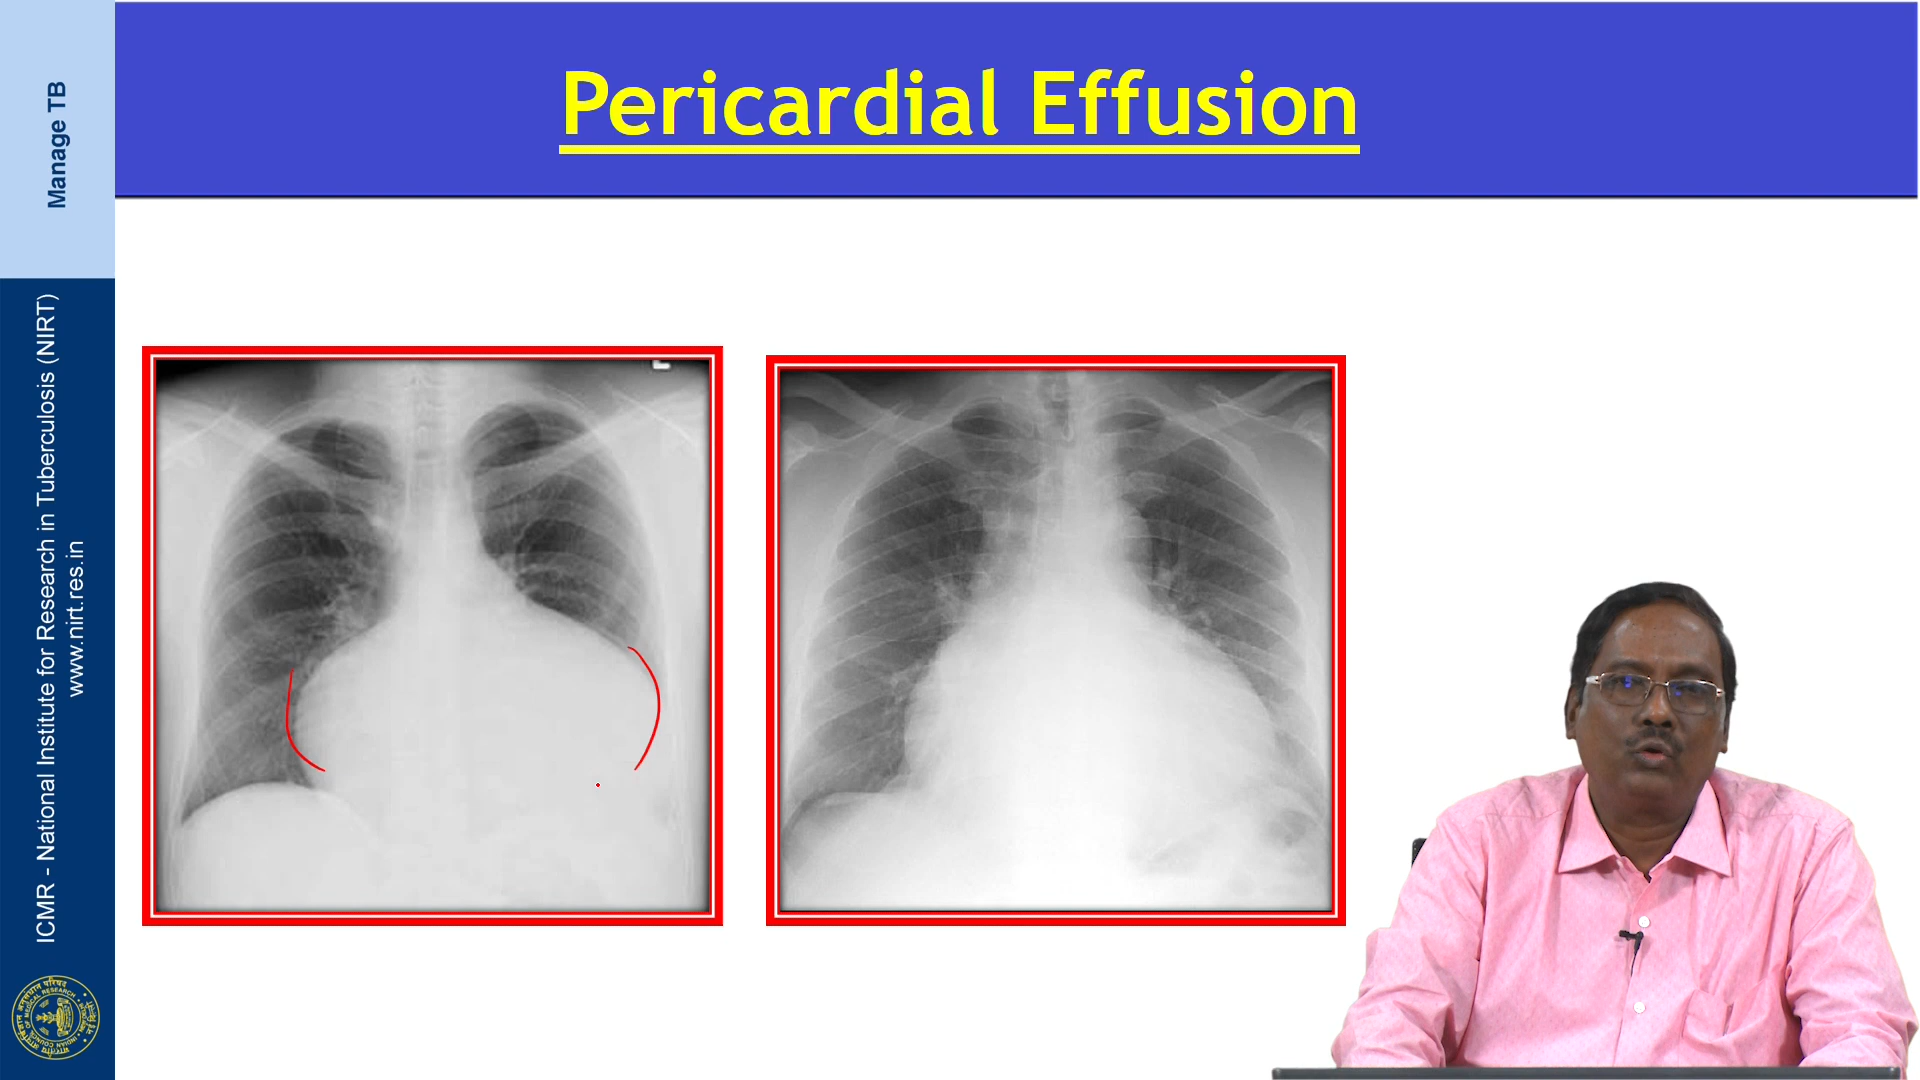 Pericardial Effusion
Manage TB
ICMR - National Institute for Research in Tuberculosis (NIRT)
www.nirt.res.in